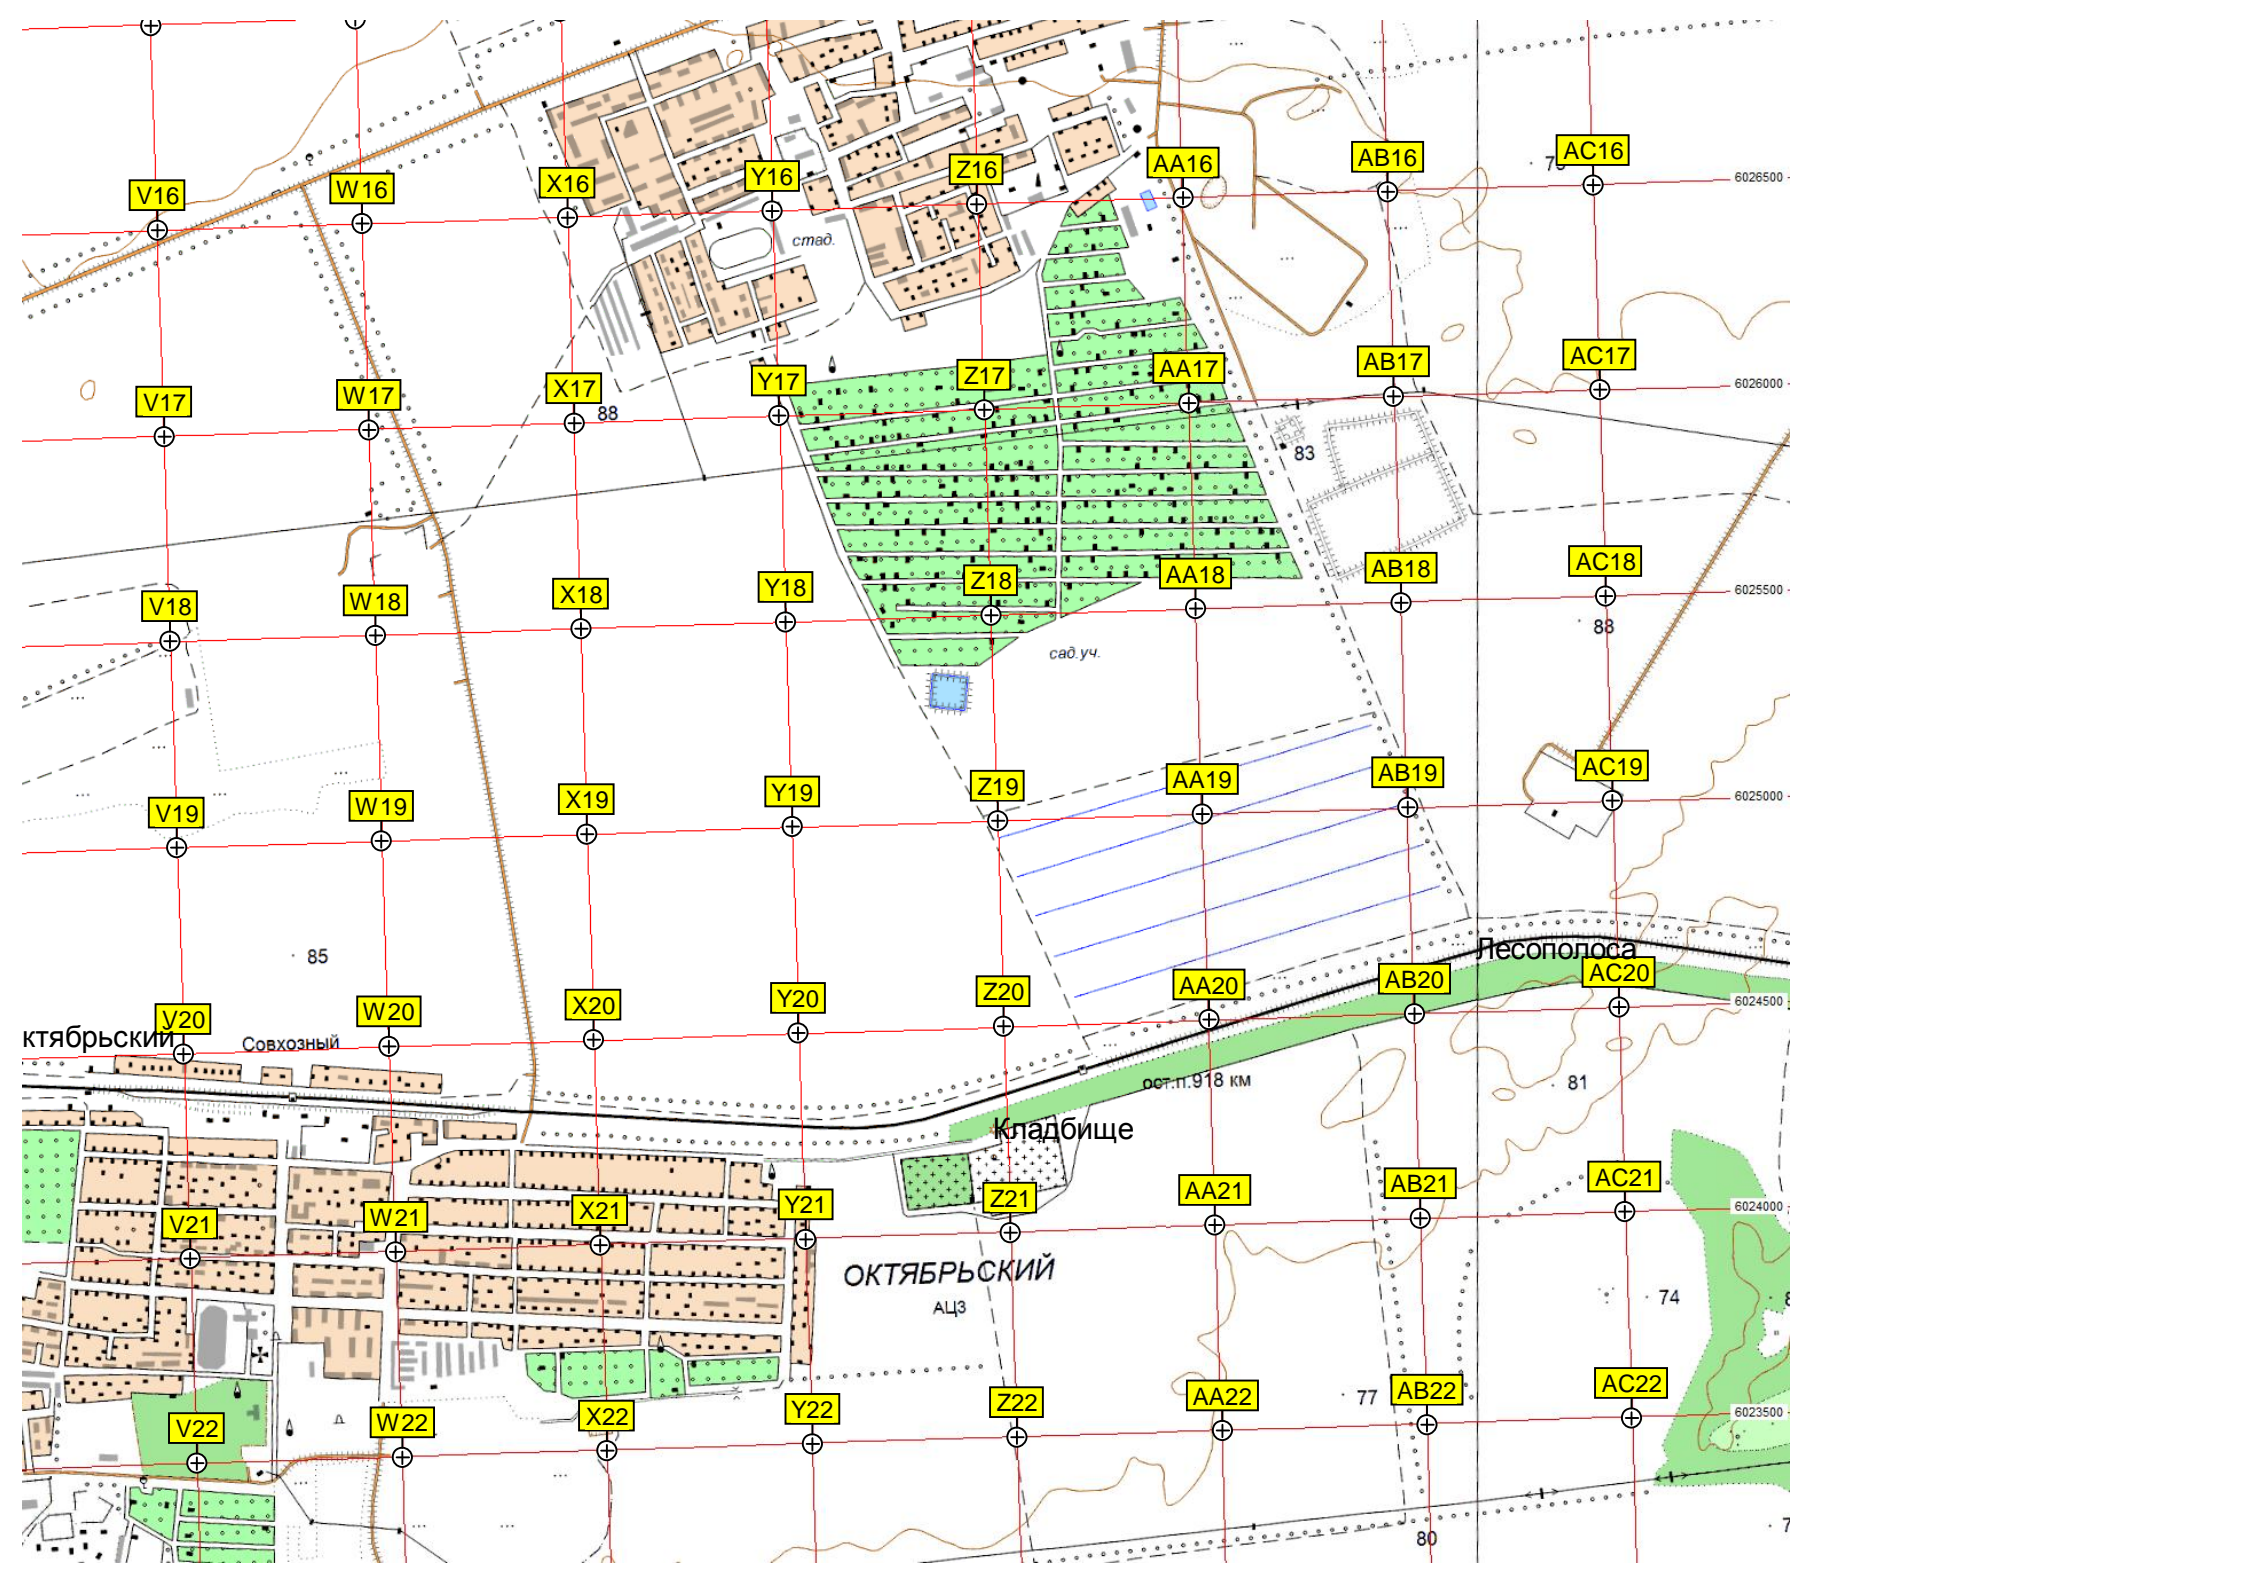 V16 W16 X16 Y16 Z16 AA16 AB16 75 AC16
6026500
стад.
V17 W17 X17 Y17 Z17 AA17 AB17 AC17
6026000
88
83
V18 W18 X18 Y18 Z18 AA18 AB18 AC18
6025500
88
сад.уч.
V19 W19 X19 Y19 Z19 AA19 AB19 AC19
6025000
85
Лесополоса
V20 W20 X20 Y20 Z20 AA20 AB20 AC20
6024500
ктябрьский
Совхозный
ост.п.918 км
81
Кладбище
V21 W21 X21 Y21 Z21 AA21 AB21 AC21
6024000
ОКТЯБРЬСКИЙ
АЦЗ
74
V22 W22 X22 Y22 Z22 AA22 77 AB22 AC22
6023500
80